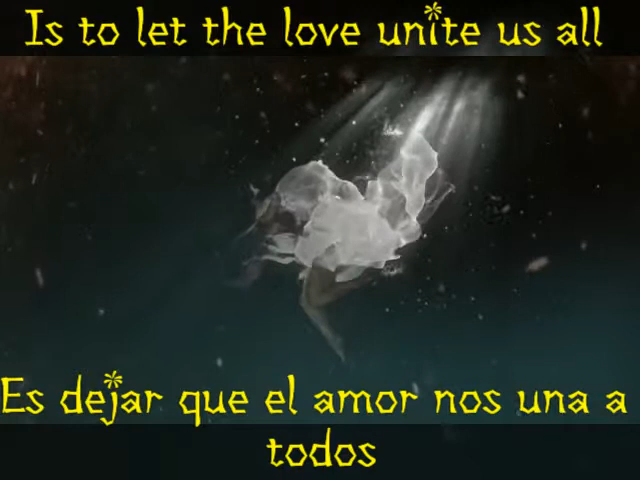 Is to let the love unite us all
Es dejar que el amor nos una a
todos